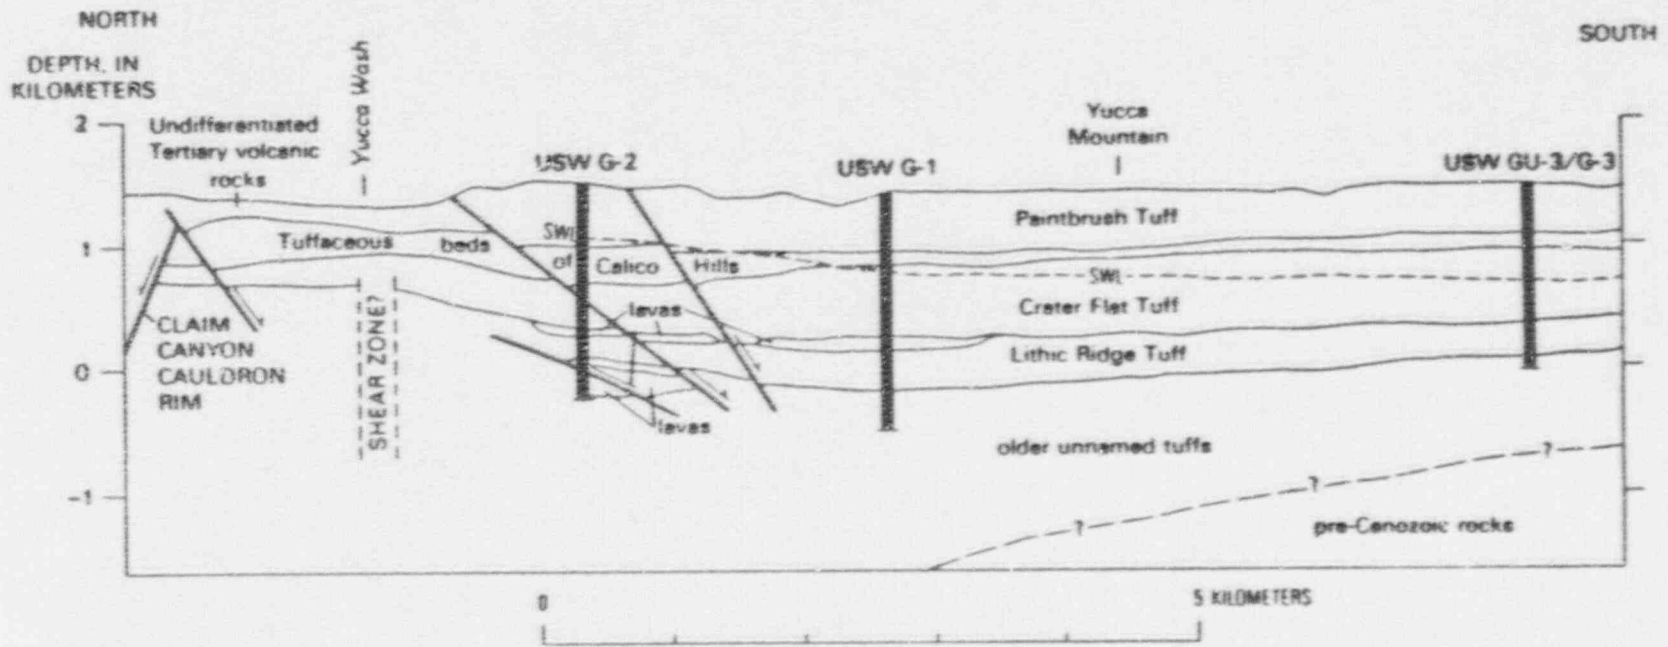 NORTH
SOUTH
DEPTH, IN
KILOMETERS
Yucca Wash
2
Undifferentiated
Tertiary volcanic
rocks
USW G-2
USW G-1
Yucca
Mountain
USW GU-3/G-3
Paintbrush Tuff
1
Tuffaceous beds of Calico Hills
SWL
SWL
Crater Flat Tuff
lavas
CLAIM
CANYON
CAULDRON
RIM
SHEAR ZONE?
Lithic Ridge Tuff
0
lavas
older unnamed tuffs
-1
? ? ?
pre-Cenozoic rocks
0
5 KILOMETERS